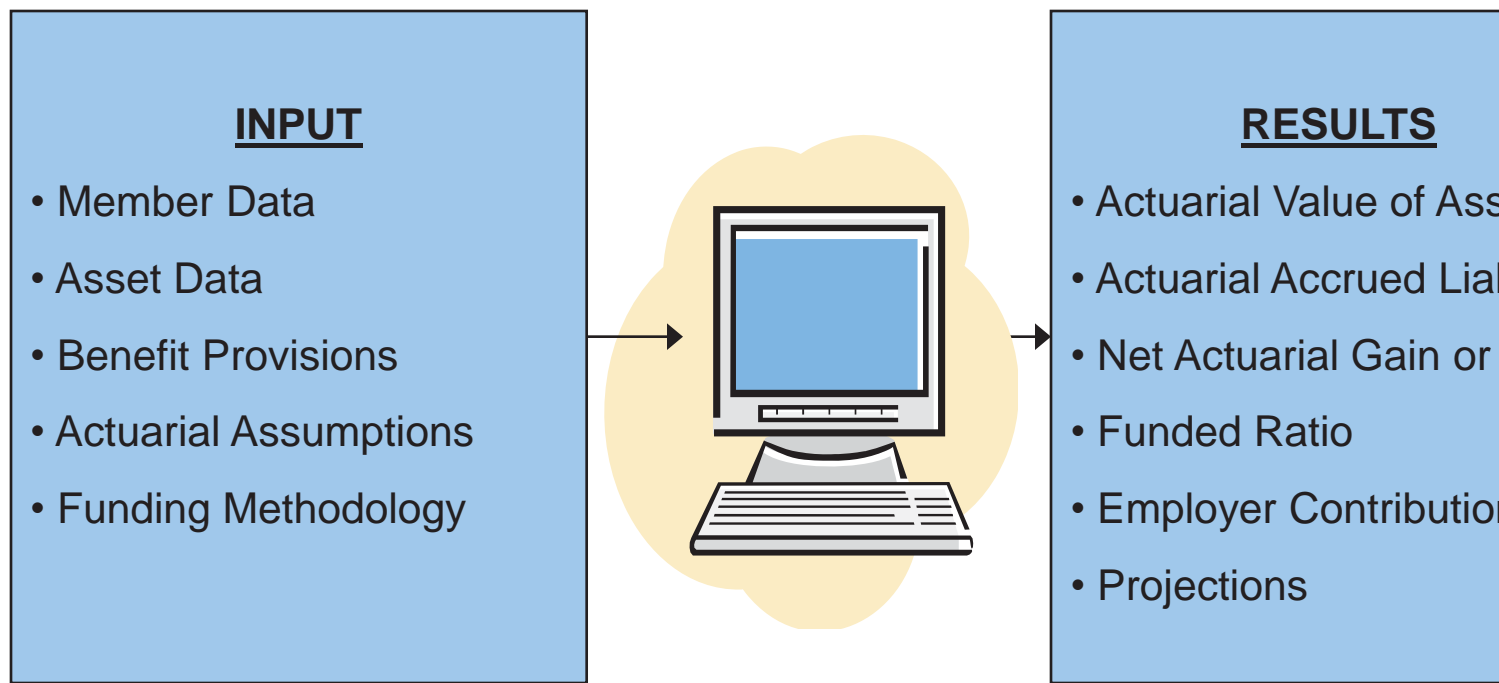 INPUT
• Member Data
• Asset Data
• Benefit Provisions
• Actuarial Assumptions
• Funding Methodology
RESULTS
• Actuarial Value of
• Actuarial Accrued
• Net Actuarial Gain or
• Funded Ratio
• Employer
• Projections